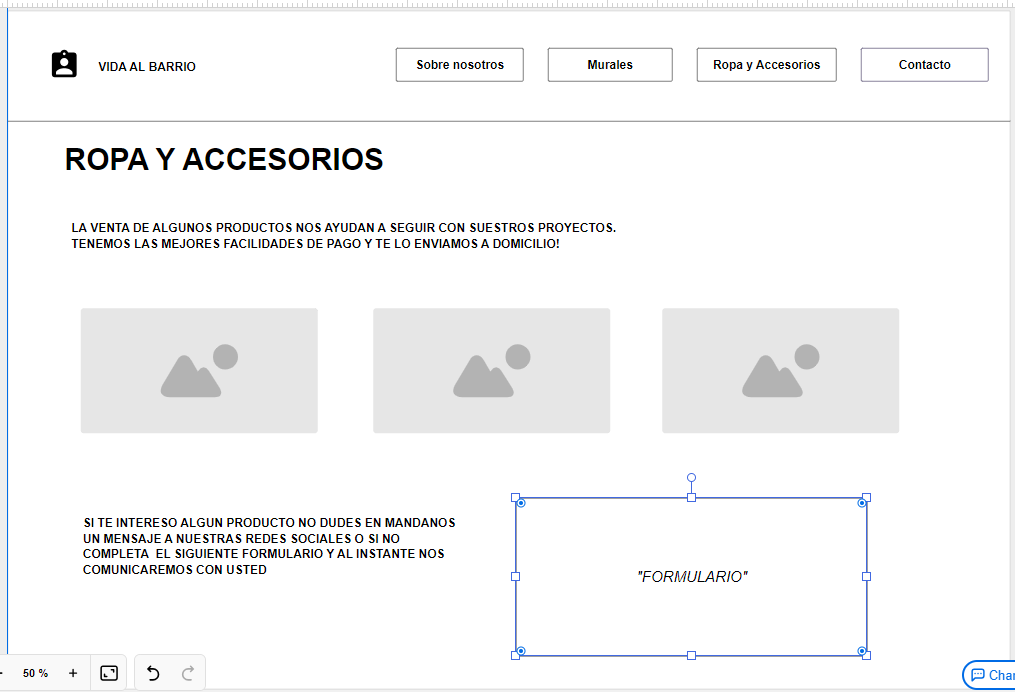 VIDA AL BARRIO
Sobre nosotros
Murales
Ropa y Accesorios
Contacto
ROPA Y ACCESORIOS
LA VENTA DE ALGUNOS PRODUCTOS NOS AYUDAN A SEGUIR CON SUESTROS PROYECTOS.
TENEMOS LAS MEJORES FACILIDADES DE PAGO Y TE LO ENVIAMOS A DOMICILIO!
SI TE INTERESO ALGUN PRODUCTO NO DUDES EN MANDANOS
UN MENSAJE A NUESTRAS REDES SOCIALES O SI NO
COMPLETA EL SIGUIENTE FORMULARIO Y AL INSTANTE NOS
COMUNICAREMOS CON USTED
"FORMULARIO"
50 %